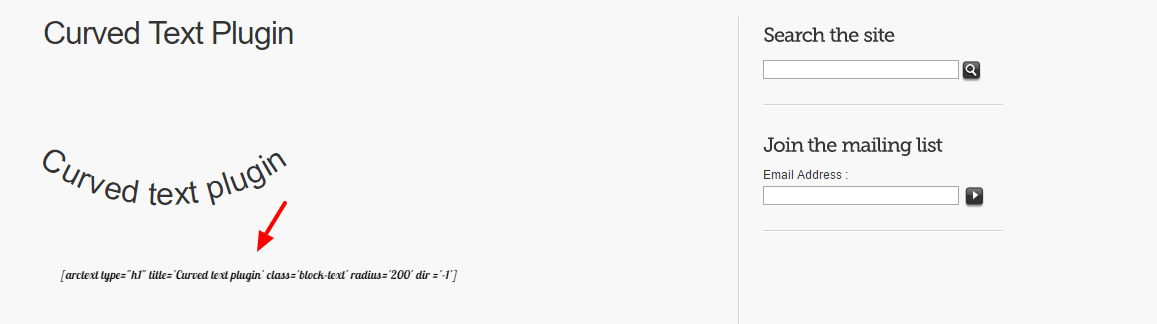 Curved Text Plugin
Curved text plugin
[arctext type="h1" title='Curved text plugin' class='block-text' radius='200' dir ='-1']
Search the site
Join the mailing list
Email Address :